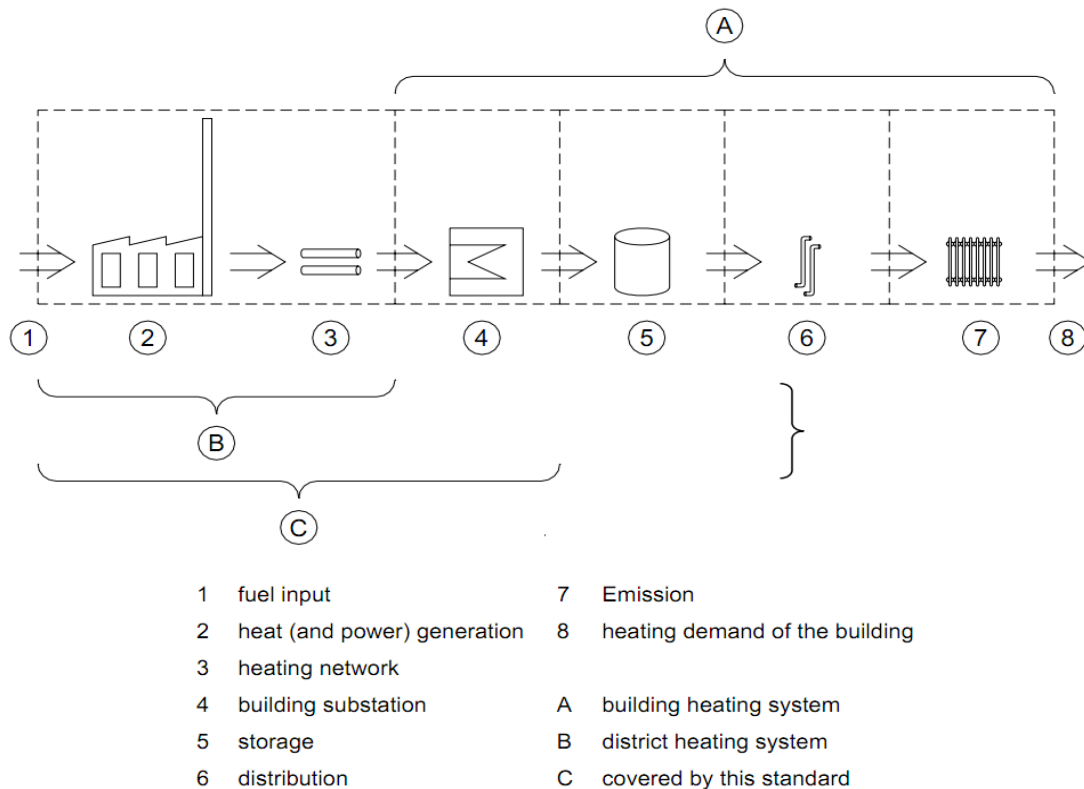 A
1
2
3
4
5
6
7
8
B
C
1 fuel input
2 heat (and power) generation
3 heating network
4 building substation
5 storage
6 distribution
7 Emission
8 heating demand of the building
A building heating system
B district heating system
C covered by this standard